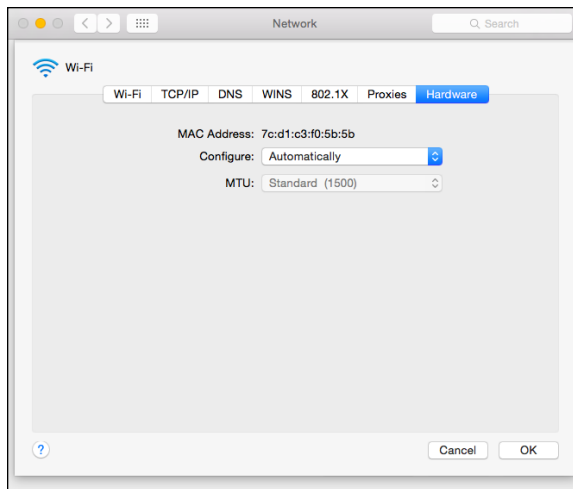 Network
Search
Wi-Fi
Wi-Fi TCP/IP DNS WINS 802.1X Proxies Hardware
MAC Address: 7c:d1:c3:f0:5b:5b
Configure: Automatically
MTU: Standard (1500)
? Cancel OK